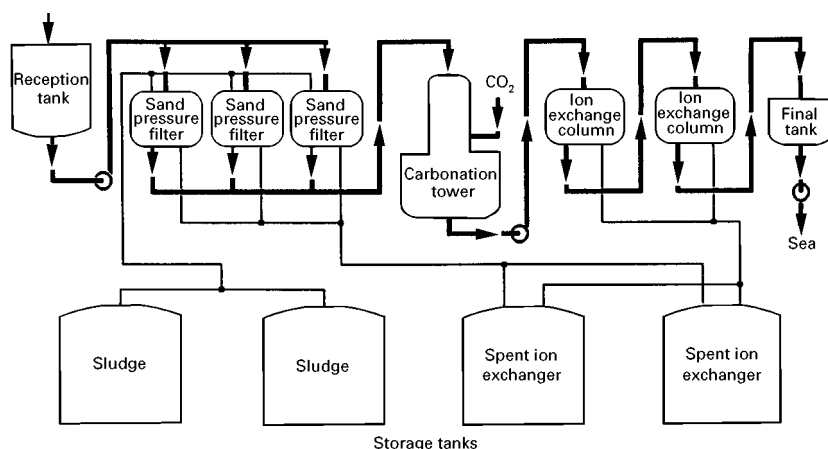 Reception
tank
Sand
pressure
filter
Sand
pressure
filter
Sand
pressure
filter
CO₂
Carbonation
tower
Ion
exchange
column
Ion
exchange
column
Final
tank
Sea
Sludge
Sludge
Spent ion
exchanger
Spent ion
exchanger
Storage tanks